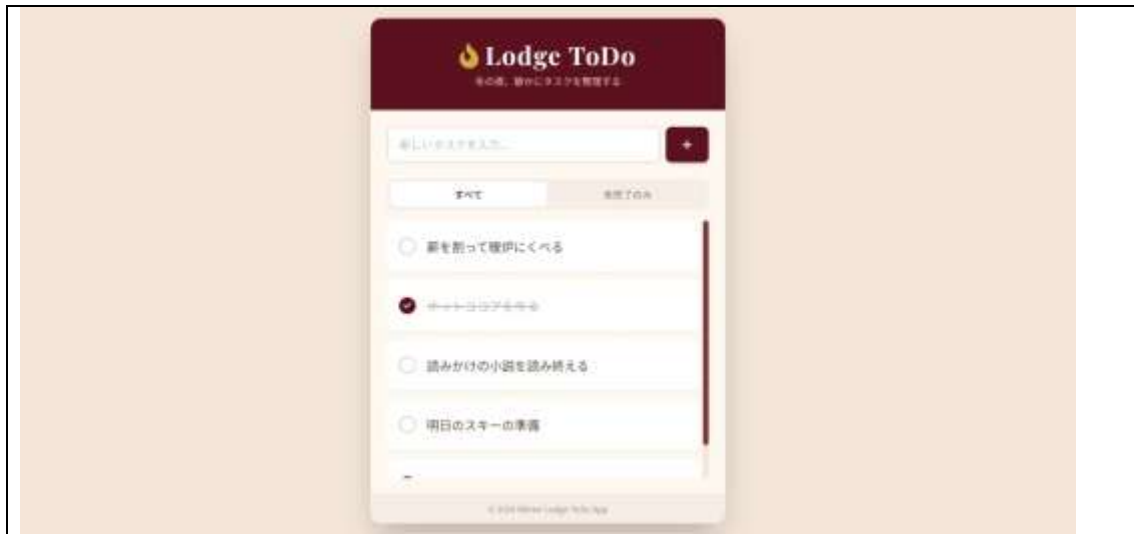 Lodge ToDo
冬の夜、静かにタスクを整理する
新しいタスクを入力...
+
すべて
未完了のみ
薪を割って暖炉にくべる
ホットココアを作る
読みかけの小説を読み終える
明日のスキーの準備
Winter Lodge ToDo App